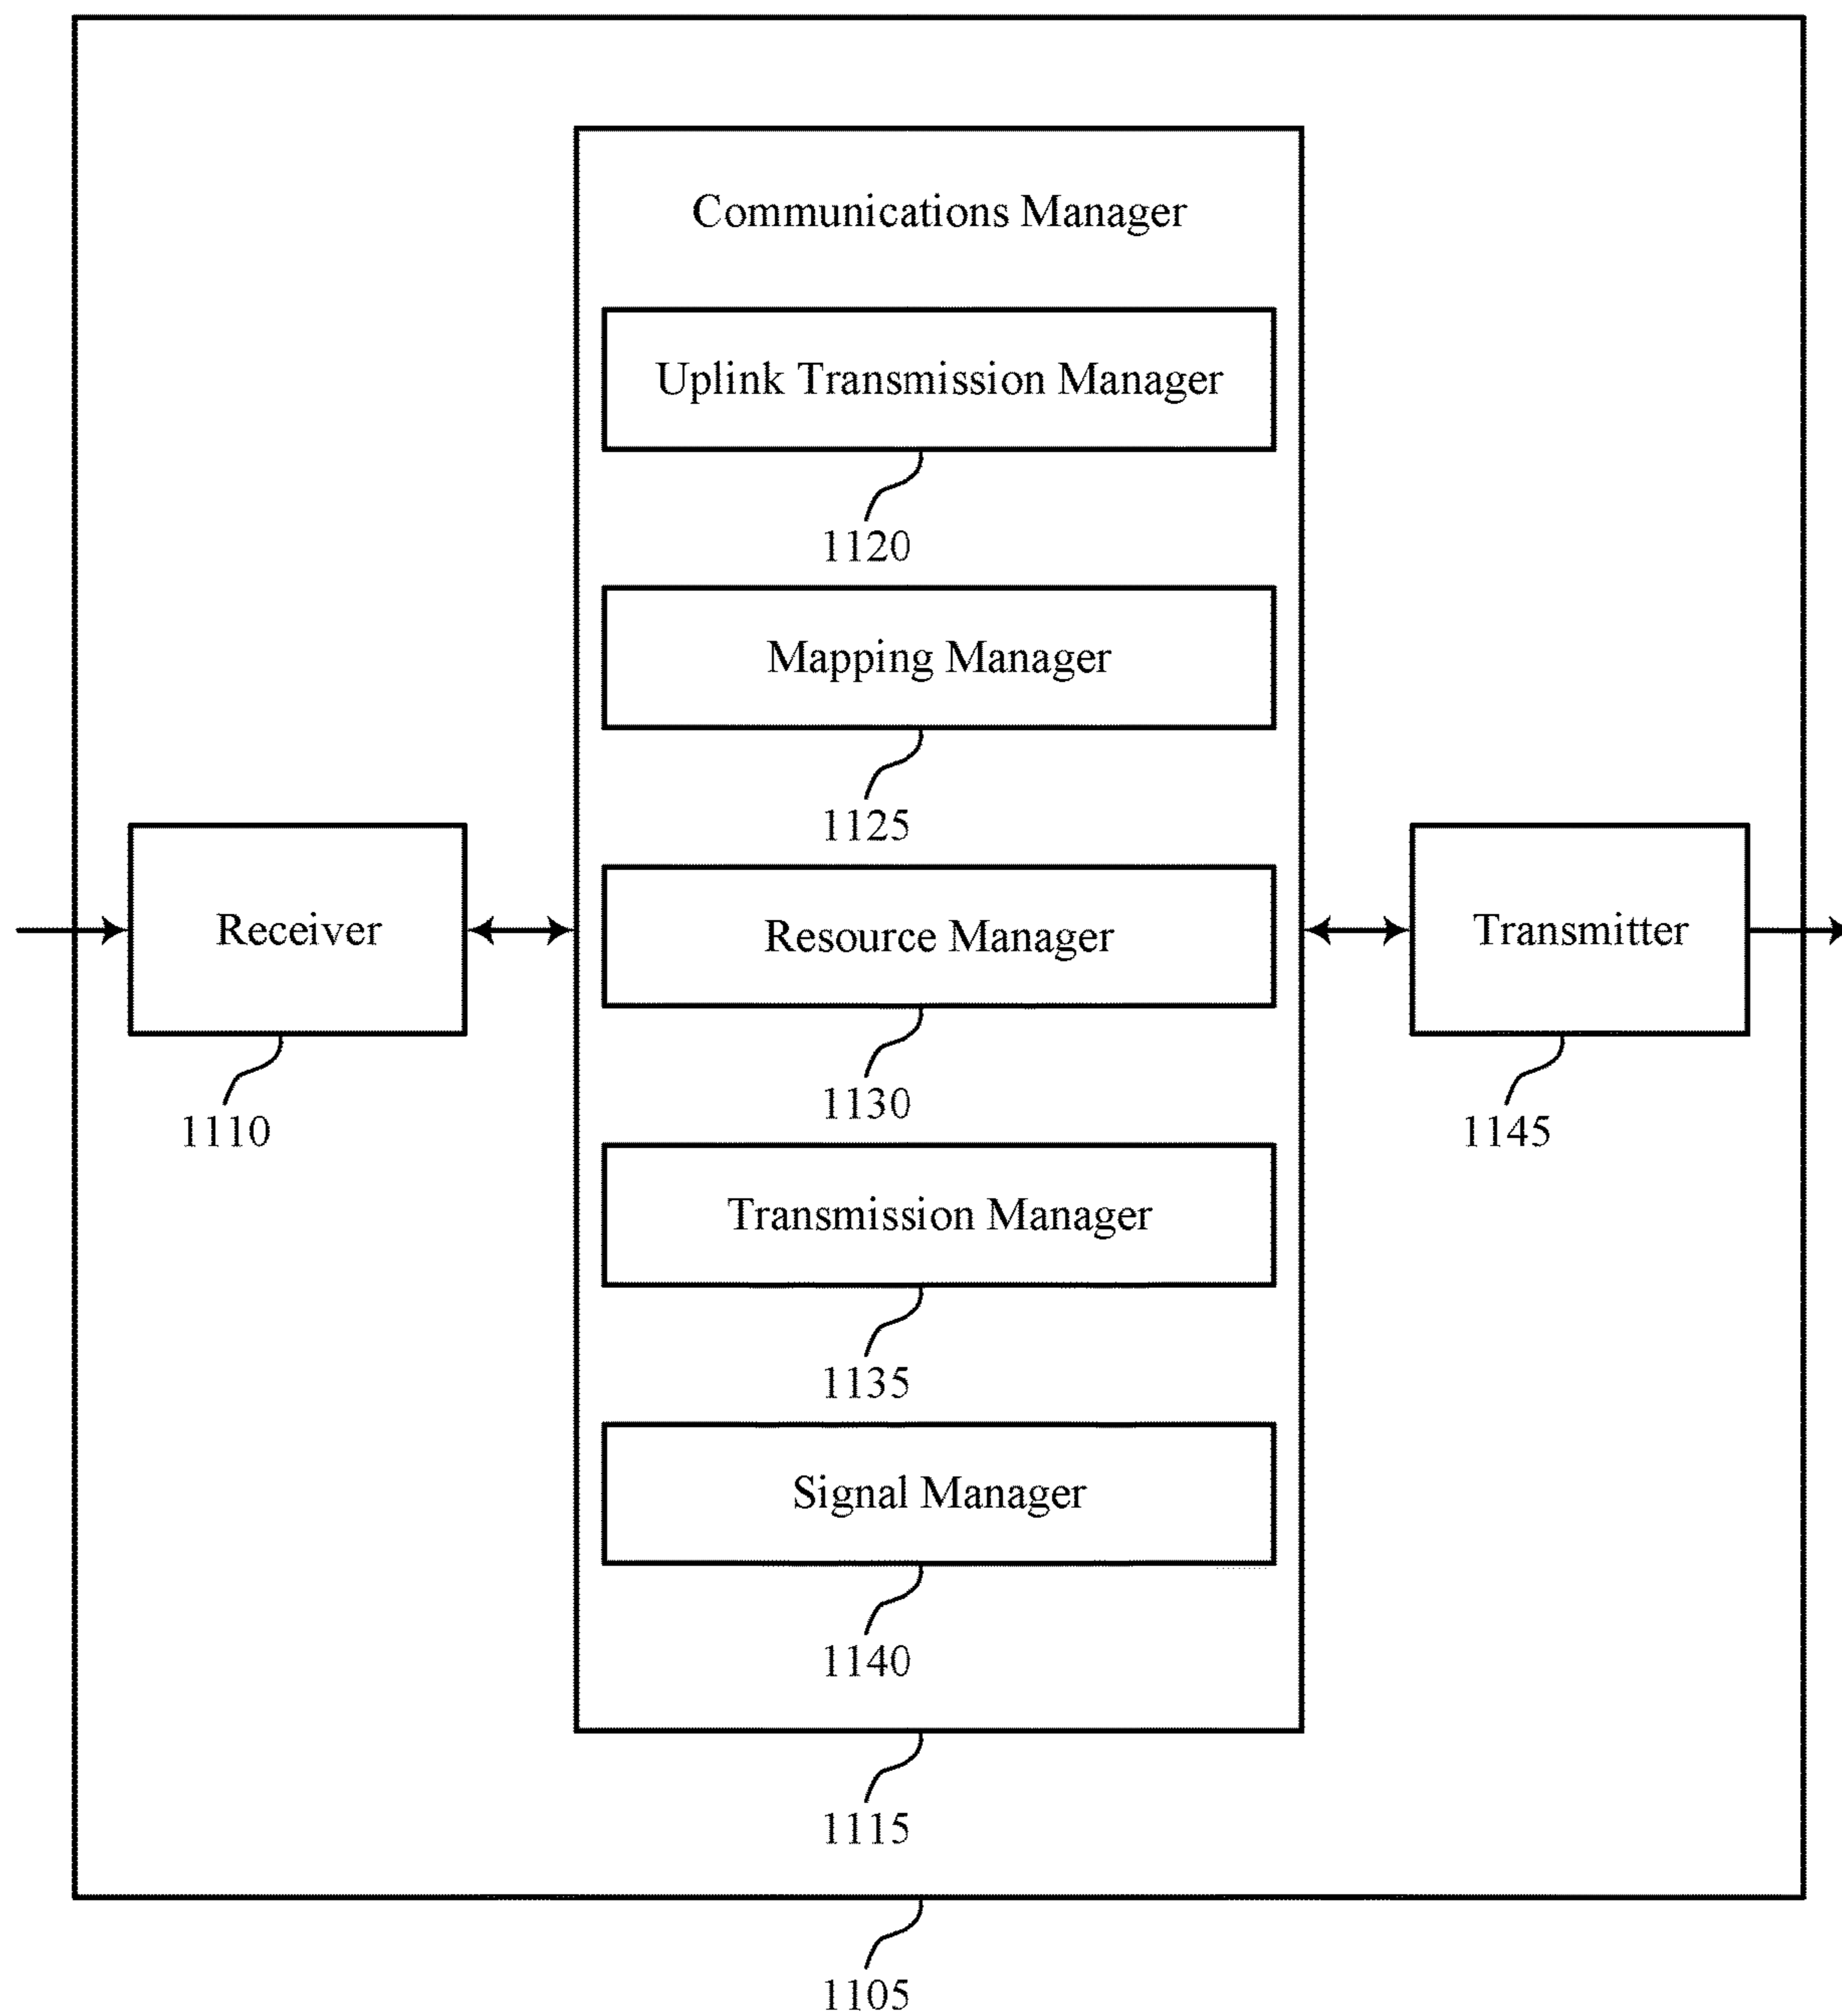 Communications Manager
Uplink Transmission Manager
1120
Mapping Manager
1125
Receiver
1110
Resource Manager
1130
Transmitter
1145
Transmission Manager
1135
Signal Manager
1140
1115
1105